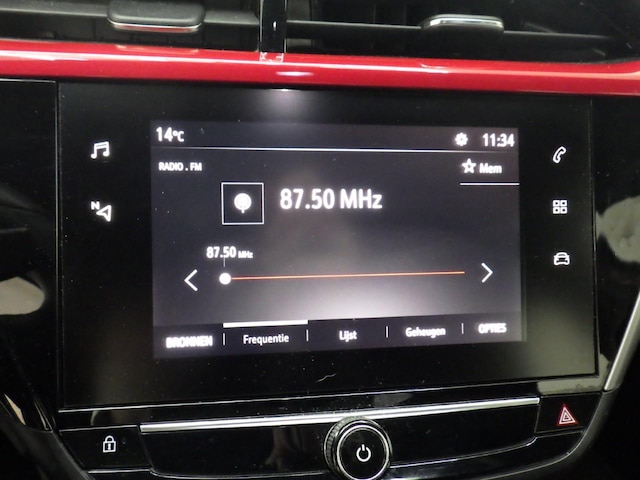 14°C 11:34
RADIO . FM Mem
87.50 MHz
87.50 MHz
N
BRONNEN Frequentie Lijst Geheugen OPTIES